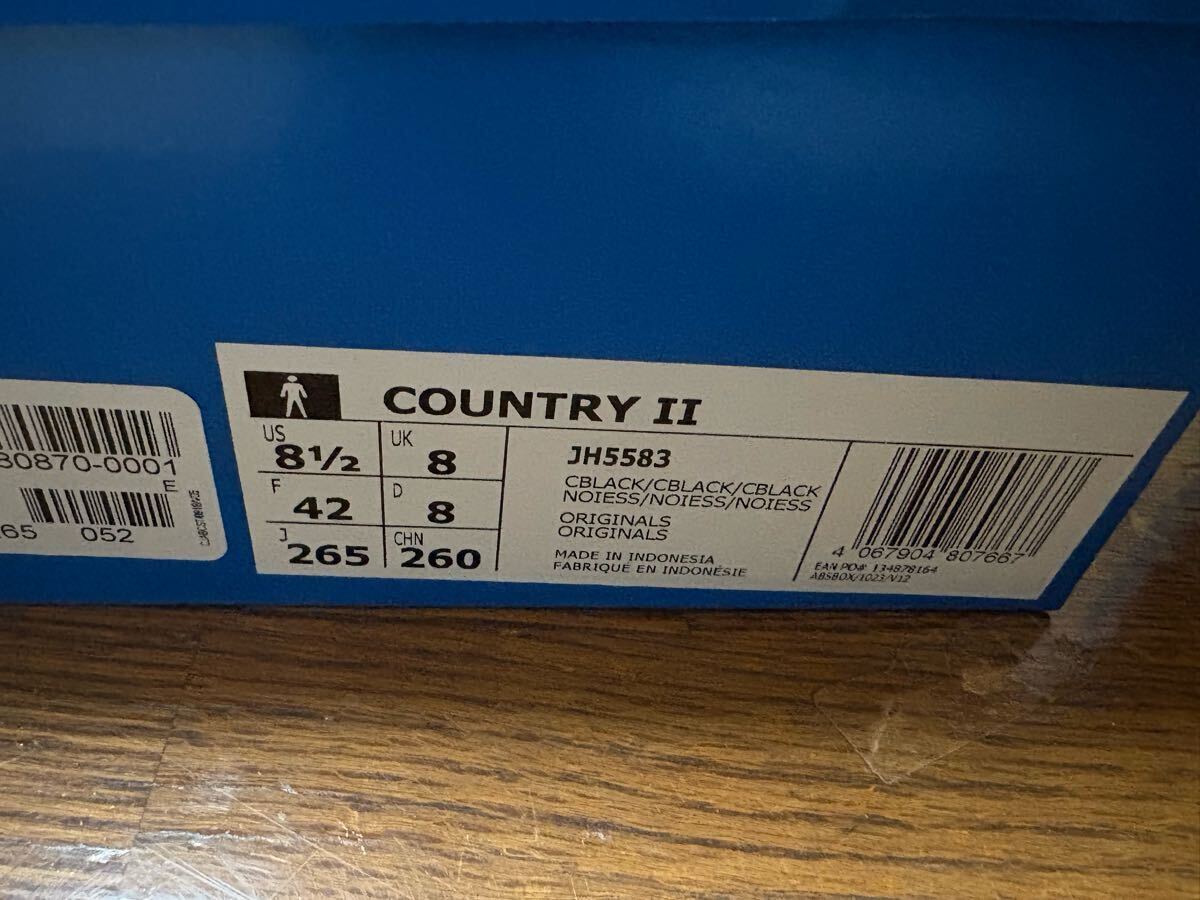 80870-0001
E
265 052
COUNTRY II
US 8½
UK 8
F 42
D 8
J 265
CHN 260
JH5583
CBLACK/CBLACK/CBLACK
NOIESS/NOIESS/NOIESS
ORIGINALS
ORIGINALS
MADE IN INDONESIA
FABRIQUÉ EN INDONÉSIE
4 067904 807667
EAN PO# 134878164
ABSBOX/1023/V12